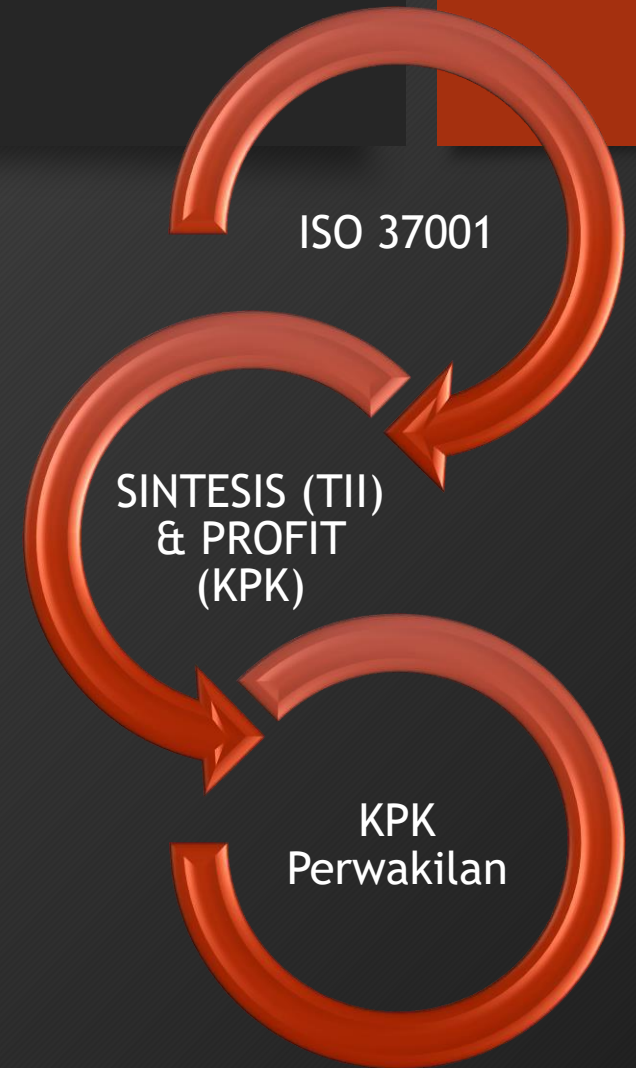 ISO 37001
SINTESIS (TII)
& PROFIT
(KPK)
KPK
Perwakilan